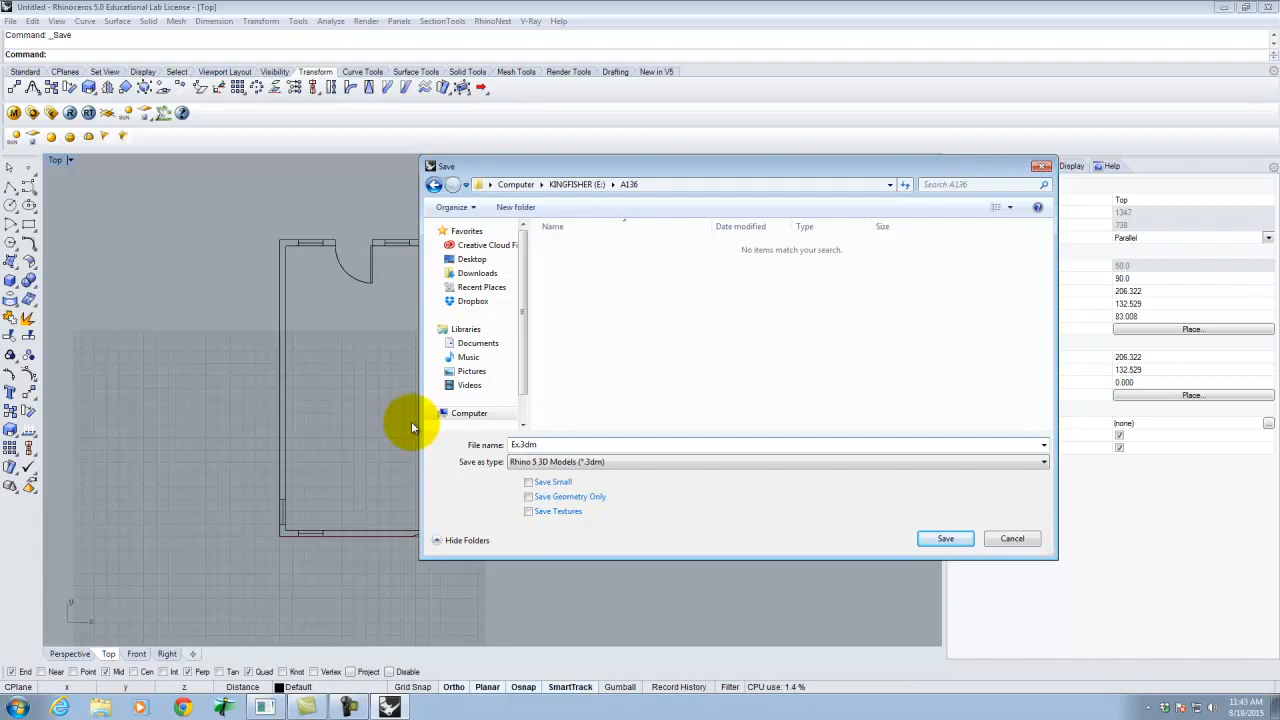 Untitled - Rhinoceros 5.0 Educational Lab License - [Top]
File Edit View Curve Surface Solid Mesh Dimension Transform Tools Analyze Render Panels SectionTools RhinoNest V-Ray Help
Command: _Save
Command:
Standard CPlanes Set View Display Select Viewport Layout Visibility Transform Curve Tools Surface Tools Solid Tools Mesh Tools Render Tools Drafting New in V5
M R RT SUN
SUN
Top
Save
Display Help
Computer KINGFISHER (E:) A136 Search A136
Top
Organize New folder
1347
738
Favorites Name Date modified Type Size
Parallel
Creative Cloud Fi
No items match your search.
Desktop
50.0
Downloads
90.0
Recent Places
206.322
Dropbox
132.529
83.008
Libraries
Place...
Documents
Music
206.322
Pictures
132.529
Videos
0.000
Place...
Computer
(none)
File name: Ex.3dm
Save as type: Rhino 5 3D Models (*.3dm)
Save Small
Save Geometry Only
Save Textures
Hide Folders Save Cancel
y
x
Perspective Top Front Right
End Near Point Mid Cen Int Perp Tan Quad Knot Vertex Project Disable
CPlane x y z Distance Default Grid Snap Ortho Planar Osnap SmartTrack Gumball Record History Filter CPU use: 1.4 %
11:43 AM
8/19/2015